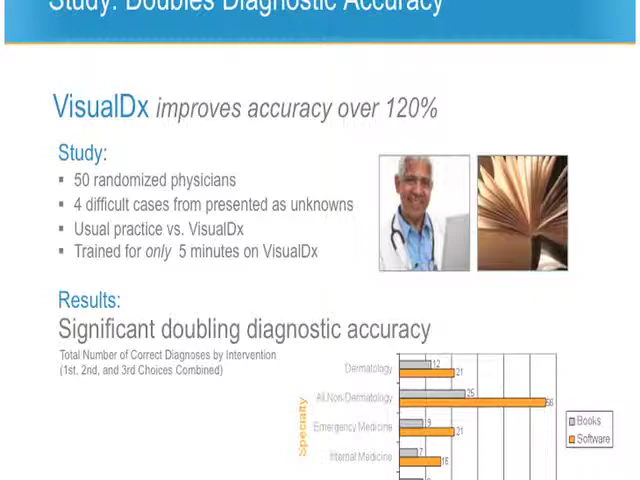 Study: Doubles Diagnostic Accuracy
VisualDx improves accuracy over 120%
Study:
▪ 50 randomized physicians
▪ 4 difficult cases from presented as unknowns
▪ Usual practice vs. VisualDx
▪ Trained for only 5 minutes on VisualDx
Results:
Significant doubling diagnostic accuracy
Total Number of Correct Diagnoses by Intervention
(1st, 2nd, and 3rd Choices Combined)
Specialty
Dermatology
12
21
All Non-Dermatology
25
56
Emergency Medicine
9
21
Internal Medicine
7
16
Books
Software